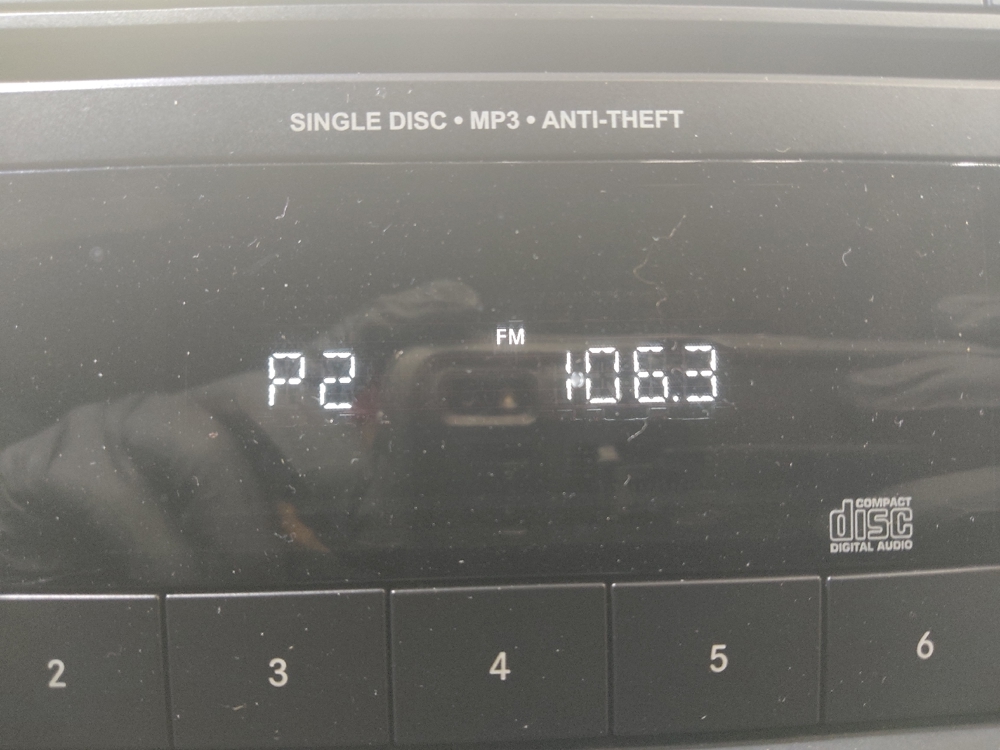 SINGLE DISC • MP3 • ANTI-THEFT
FM
P2 106.3
COMPACT
disc
DIGITAL AUDIO
2 3 4 5 6